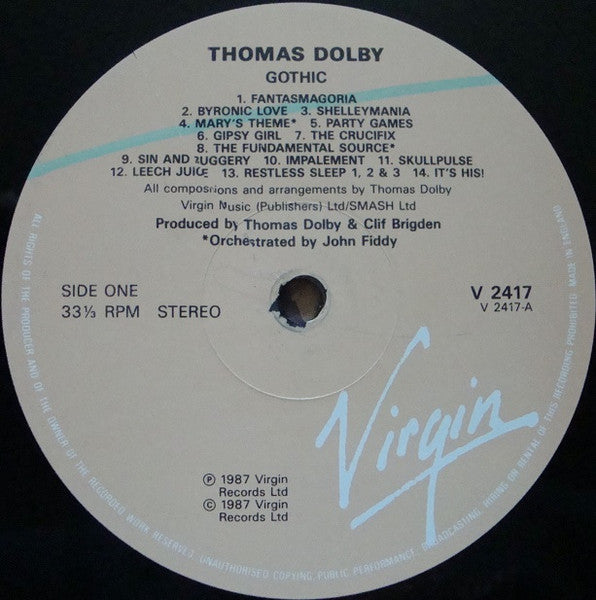 THOMAS DOLBY
GOTHIC
1. FANTASMAGORIA
2. BYRONIC LOVE 3. SHELLEYMANIA
4. MARY'S THEME* 5. PARTY GAMES
6. GIPSY GIRL 7. THE CRUCIFIX
8. THE FUNDAMENTAL SOURCE*
9. SIN AND BUGGERY 10. IMPALEMENT 11. SKULLPULSE
12. LEECH JUICE 13. RESTLESS SLEEP 1, 2 & 3 14. IT'S HIS!
All compositions and arrangements by Thomas Dolby
Virgin Music (Publishers) Ltd/SMASH Ltd
Produced by Thomas Dolby & Clif Brigden
*Orchestrated by John Fiddy
SIDE ONE
33⅓ RPM STEREO
V 2417
V 2417-A
Virgin
℗ 1987 Virgin
Records Ltd
© 1987 Virgin
Records Ltd
ALL RIGHTS OF THE PRODUCER AND OF THE OWNER OF THE RECORDED WORK RESERVED. UNAUTHORISED COPYING, PUBLIC PERFORMANCE, BROADCASTING, HIRING OR RENTAL OF THIS RECORDING PROHIBITED. MADE IN ENGLAND